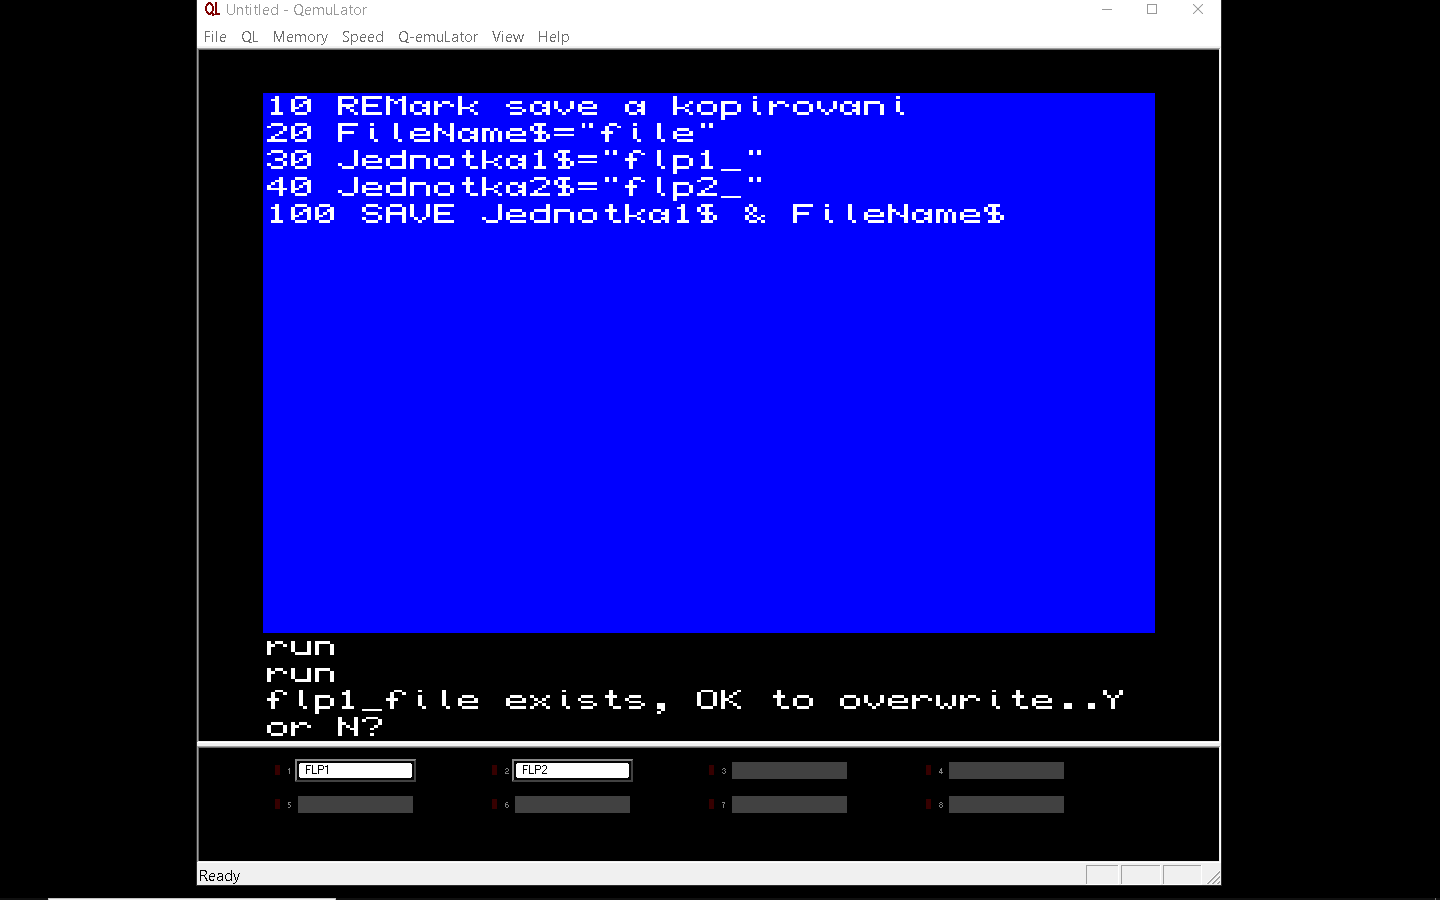 QL Untitled - QemuLator
File QL Memory Speed Q-emuLator View Help
10 REMark save a kopirovani
20 FileName$="file"
30 Jednotka1$="flp1_"
40 Jednotka2$="flp2_"
100 SAVE Jednotka1$ & FileName$
run
run
flp1_file exists, OK to overwrite..Y
or N?
1 FLP1 2 FLP2 3 4
5 6 7 8
Ready